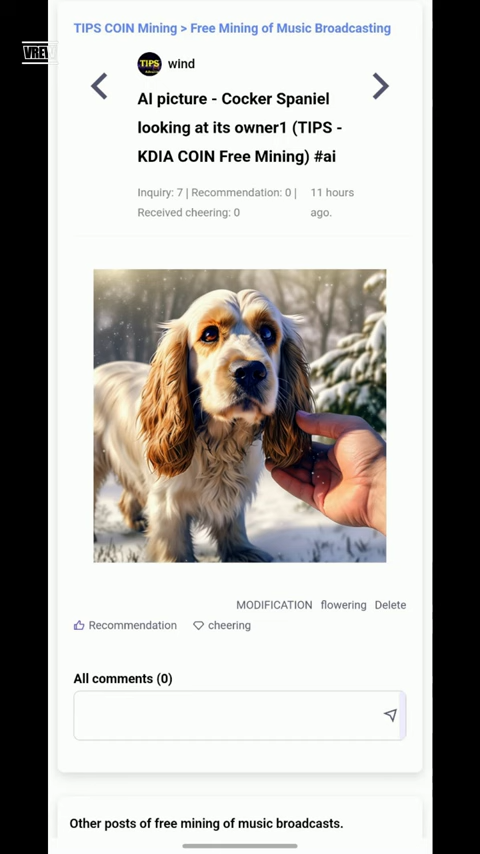 TIPS COIN Mining > Free Mining of Music Broadcasting
VREW
TIPS
wind
AI picture - Cocker Spaniel
looking at its owner1 (TIPS -
KDIA COIN Free Mining) #ai
Inquiry: 7 | Recommendation: 0 |
Received cheering: 0
11 hours
ago.
MODIFICATION flowering Delete
Recommendation cheering
All comments (0)
Other posts of free mining of music broadcasts.